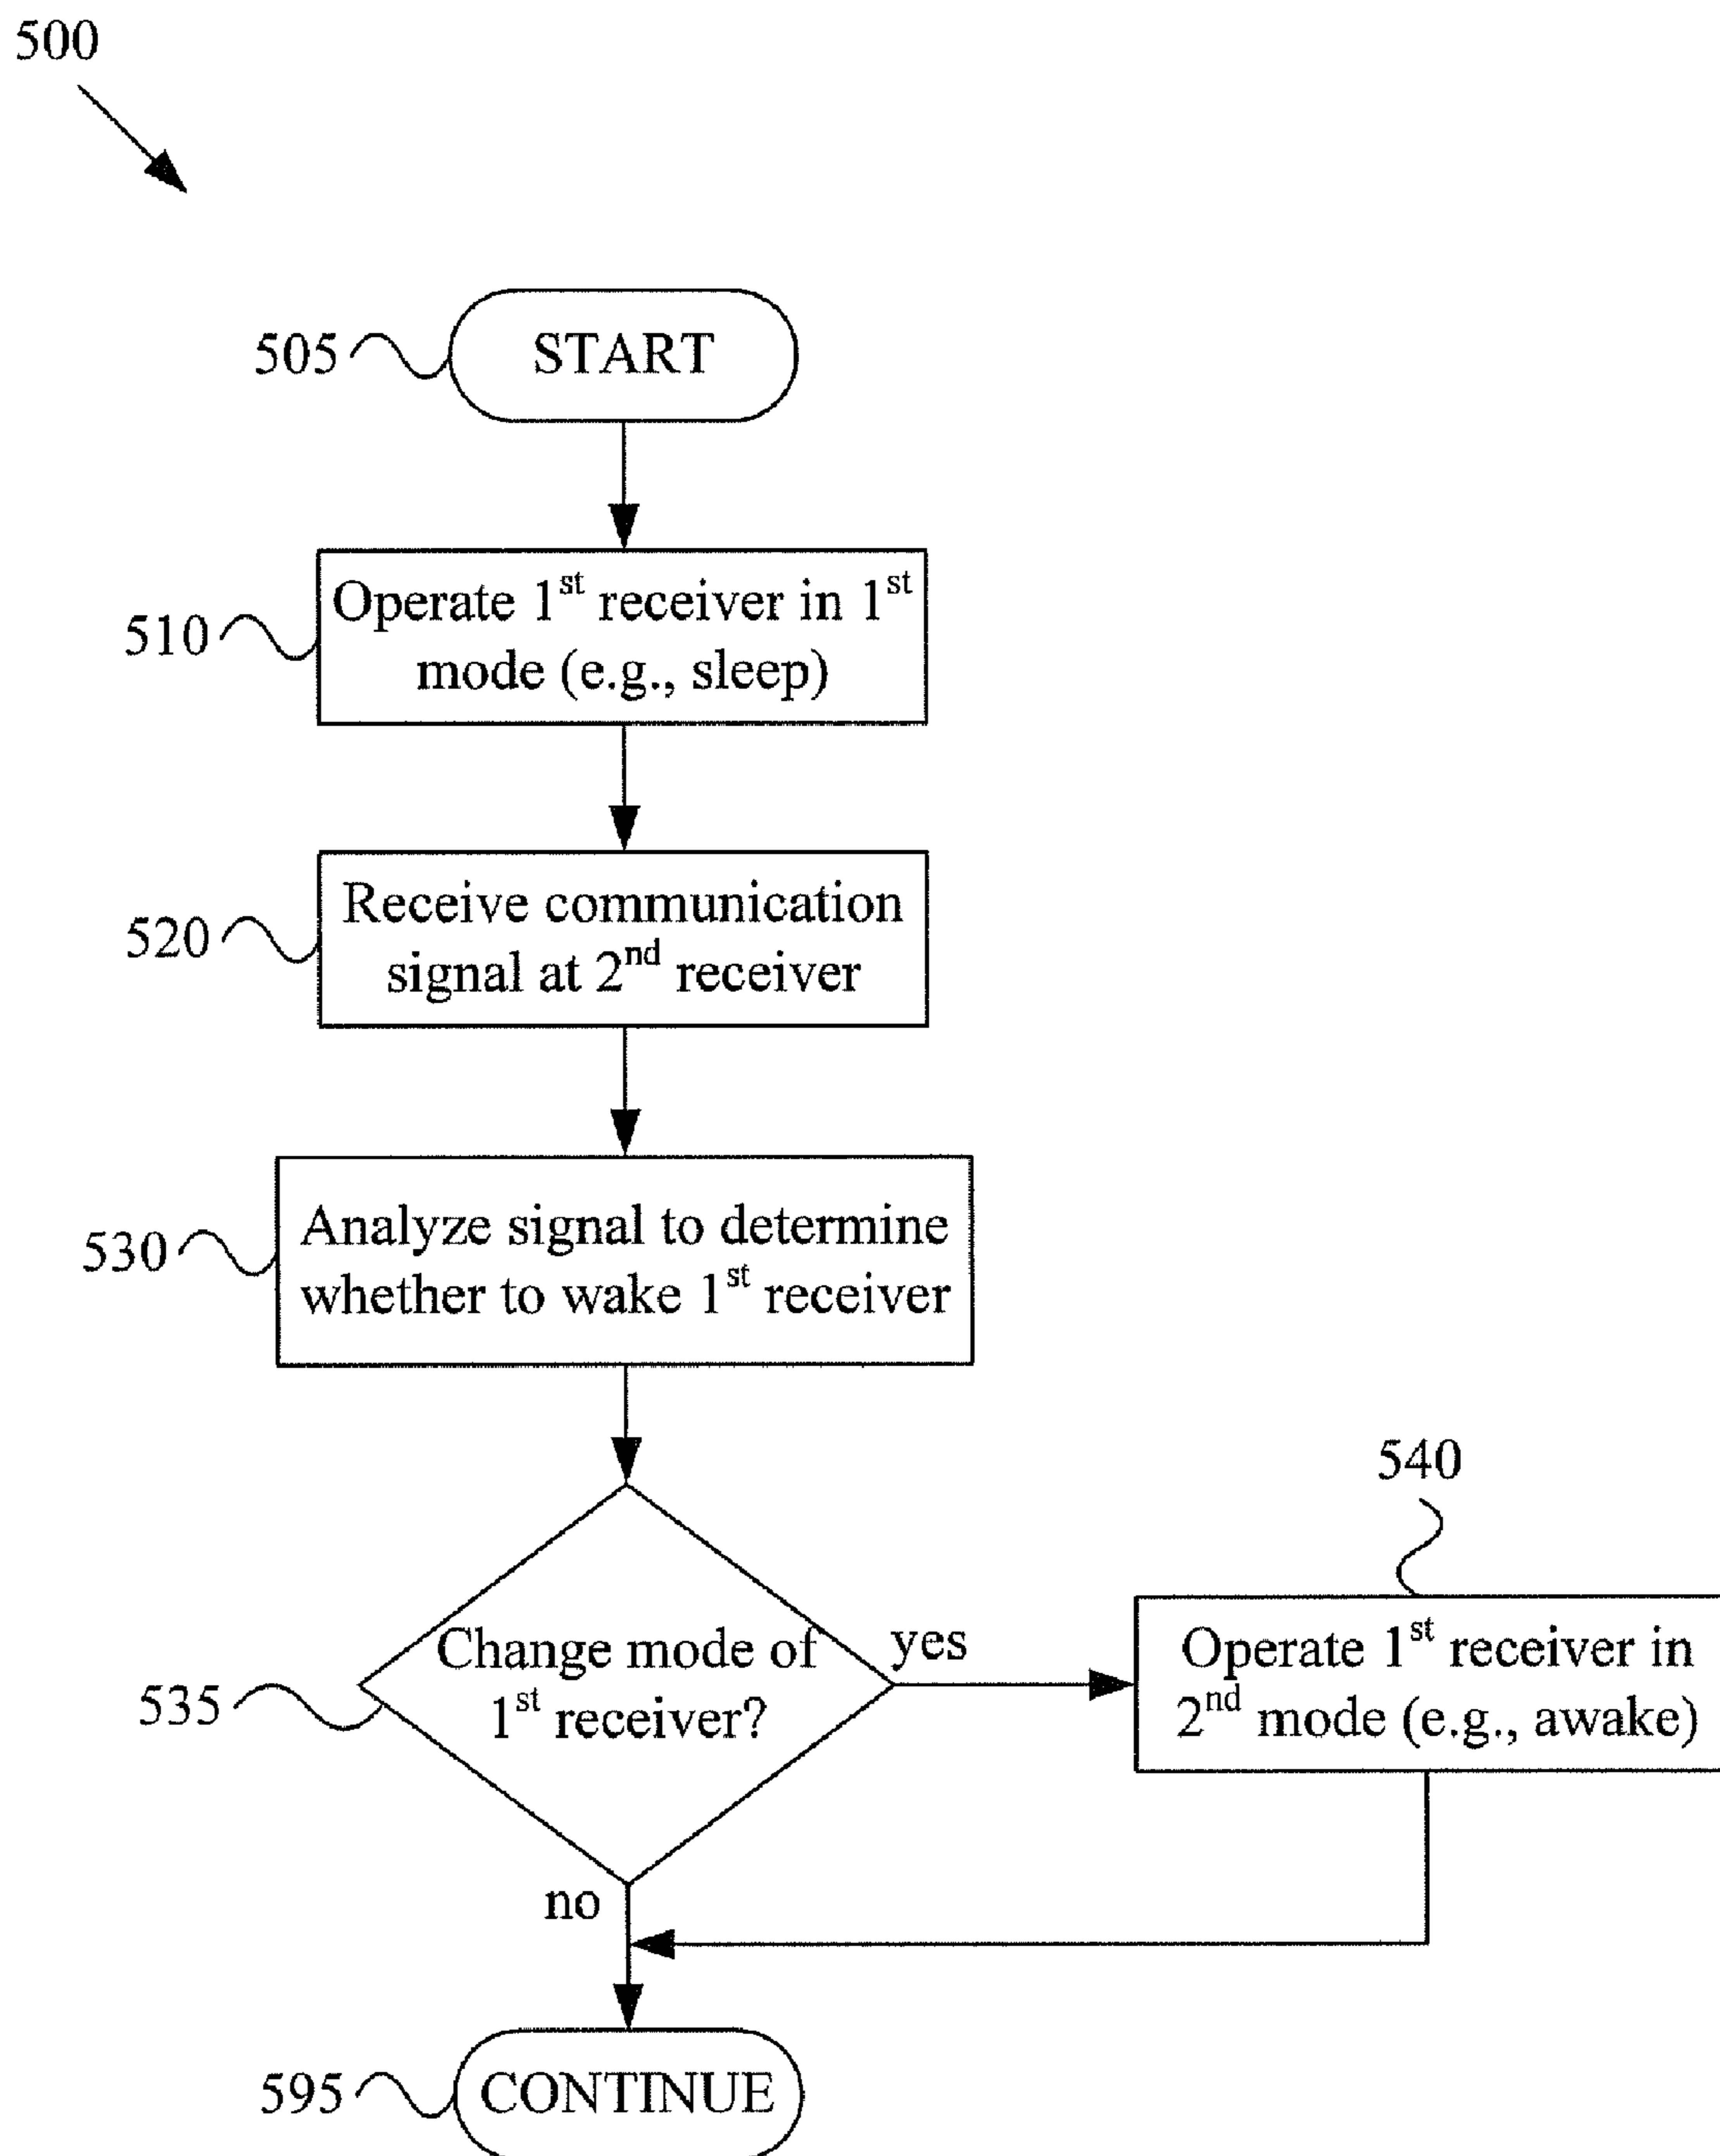 500
505
START
510
Operate 1st receiver in 1st
mode (e.g., sleep)
520
Receive communication
signal at 2nd receiver
530
Analyze signal to determine
whether to wake 1st receiver
535
Change mode of
1st receiver?
yes
540
Operate 1st receiver in
2nd mode (e.g., awake)
no
595
CONTINUE